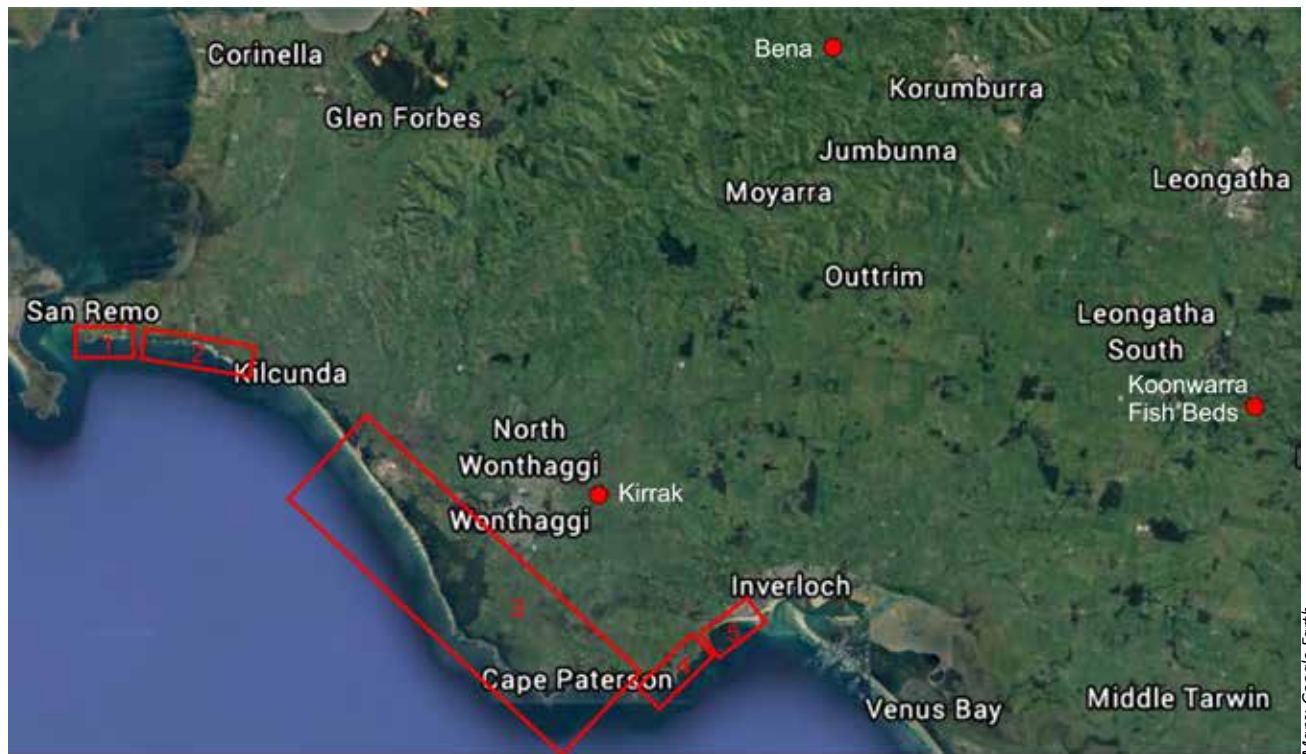 Corinella
Bena
Korumburra
Glen Forbes
Jumbunna
Leongatha
Moyarra
Outtrim
San Remo
Leongatha
South
1
2
Kilcunda
Koonwarra
Fish Beds
North
Wonthaggi
Kirrak
Wonthaggi
Inverloch
3
5
4
Cape Paterson
Venus Bay
Middle Tarwin